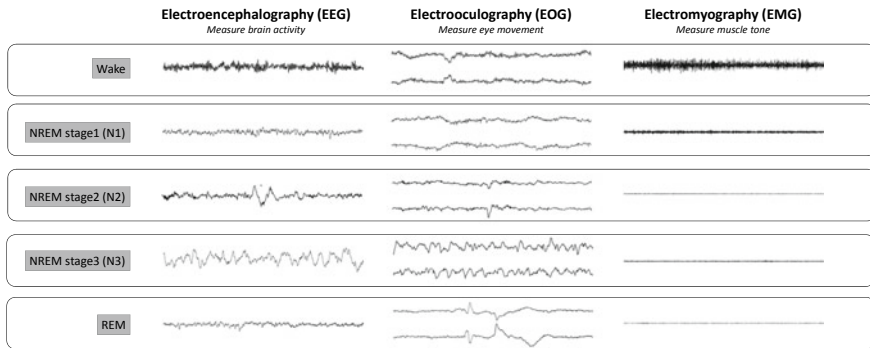 Electroencephalography (EEG) Electrooculography (EOG) Electromyography (EMG)
Measure brain activity Measure eye movement Measure muscle tone
Wake
NREM stage1 (N1)
NREM stage2 (N2)
NREM stage3 (N3)
REM